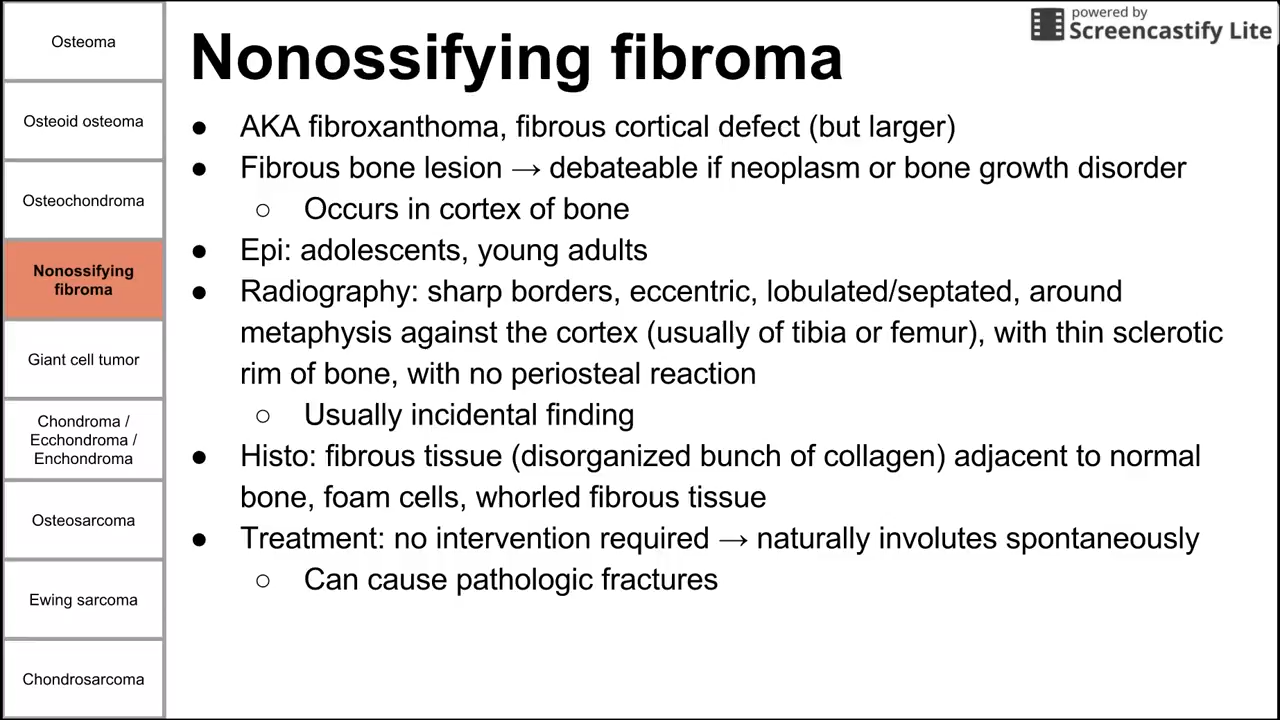 Osteoma
Osteoid osteoma
Osteochondroma
Nonossifying
fibroma
Giant cell tumor
Chondroma /
Ecchondroma /
Enchondroma
Osteosarcoma
Ewing sarcoma
Chondrosarcoma
powered by
Screencastify Lite
Nonossifying fibroma
● AKA fibroxanthoma, fibrous cortical defect (but larger)
● Fibrous bone lesion → debateable if neoplasm or bone growth disorder
○ Occurs in cortex of bone
● Epi: adolescents, young adults
● Radiography: sharp borders, eccentric, lobulated/septated, around
metaphysis against the cortex (usually of tibia or femur), with thin sclerotic
rim of bone, with no periosteal reaction
○ Usually incidental finding
● Histo: fibrous tissue (disorganized bunch of collagen) adjacent to normal
bone, foam cells, whorled fibrous tissue
● Treatment: no intervention required → naturally involutes spontaneously
○ Can cause pathologic fractures